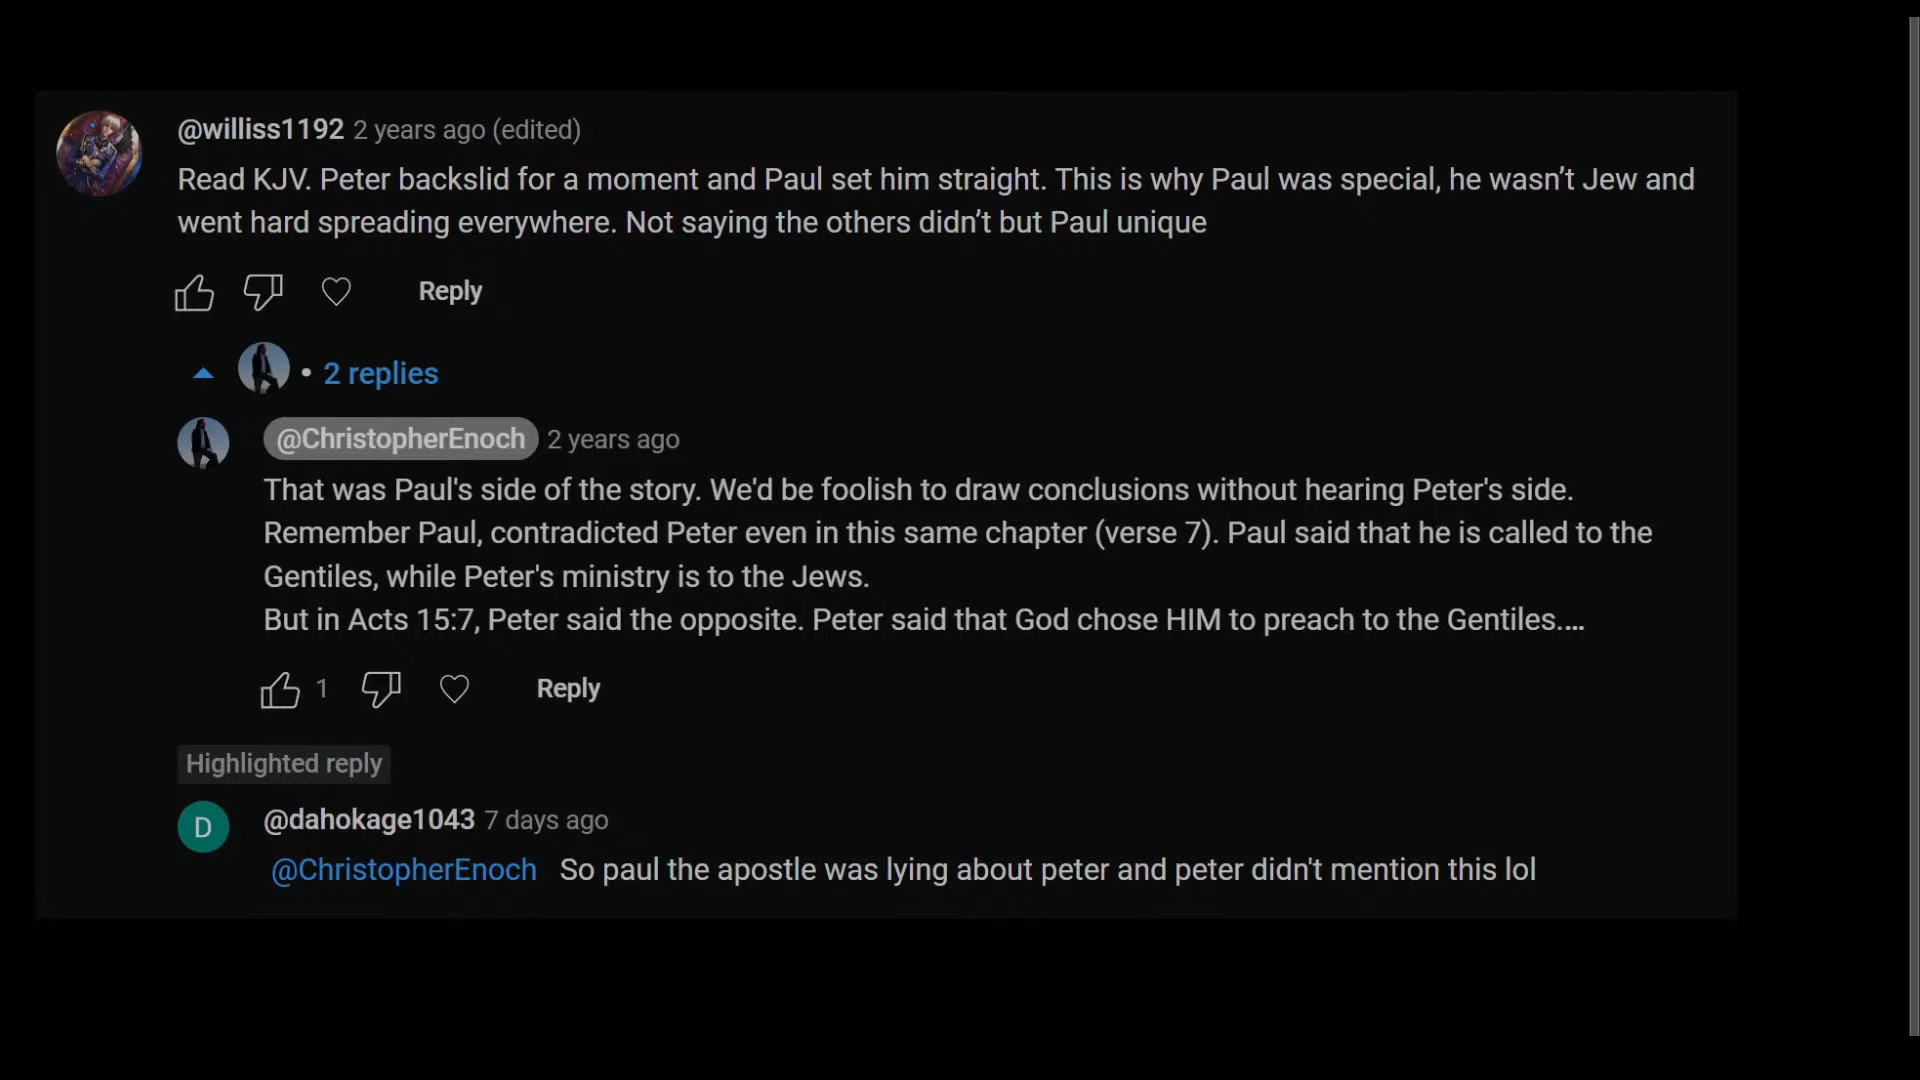 @williss1192 2 years ago (edited)
Read KJV. Peter backslid for a moment and Paul set him straight. This is why Paul was special, he wasn’t Jew and
went hard spreading everywhere. Not saying the others didn’t but Paul unique
Reply
• 2 replies
@ChristopherEnoch 2 years ago
That was Paul's side of the story. We'd be foolish to draw conclusions without hearing Peter's side.
Remember Paul, contradicted Peter even in this same chapter (verse 7). Paul said that he is called to the
Gentiles, while Peter's ministry is to the Jews.
But in Acts 15:7, Peter said the opposite. Peter said that God chose HIM to preach to the Gentiles....
1 Reply
Highlighted reply
D @dahokage1043 7 days ago
@ChristopherEnoch So paul the apostle was lying about peter and peter didn't mention this lol